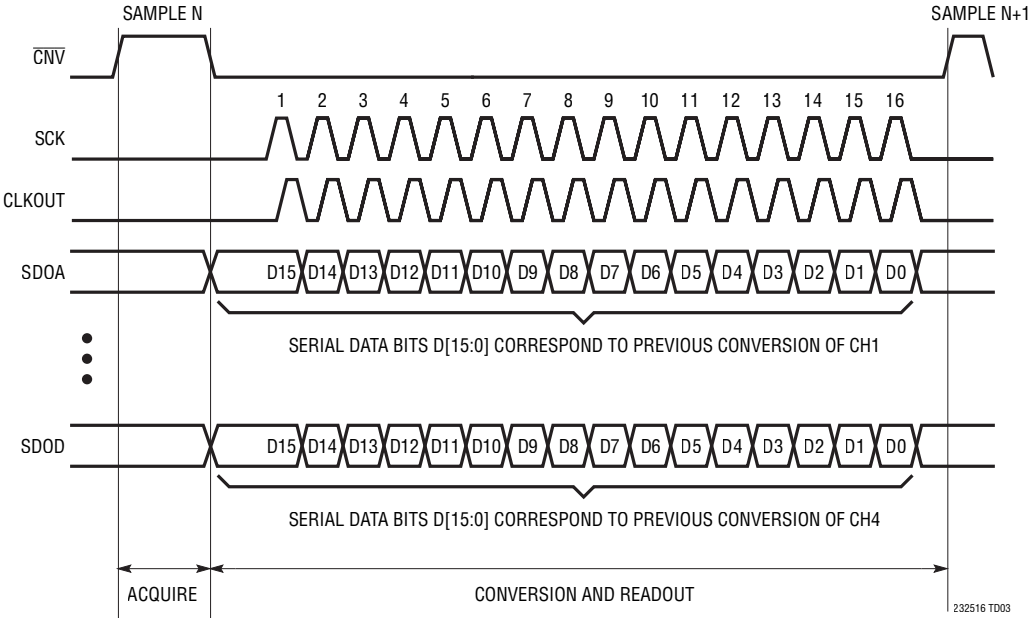 SAMPLE N
SAMPLE N+1
CNV
1 2 3 4 5 6 7 8 9 10 11 12 13 14 15 16
SCK
CLKOUT
SDOA
D15 D14 D13 D12 D11 D10 D9 D8 D7 D6 D5 D4 D3 D2 D1 D0
SERIAL DATA BITS D[15:0] CORRESPOND TO PREVIOUS CONVERSION OF CH1
SDOD
D15 D14 D13 D12 D11 D10 D9 D8 D7 D6 D5 D4 D3 D2 D1 D0
SERIAL DATA BITS D[15:0] CORRESPOND TO PREVIOUS CONVERSION OF CH4
ACQUIRE
CONVERSION AND READOUT
232516 TD03